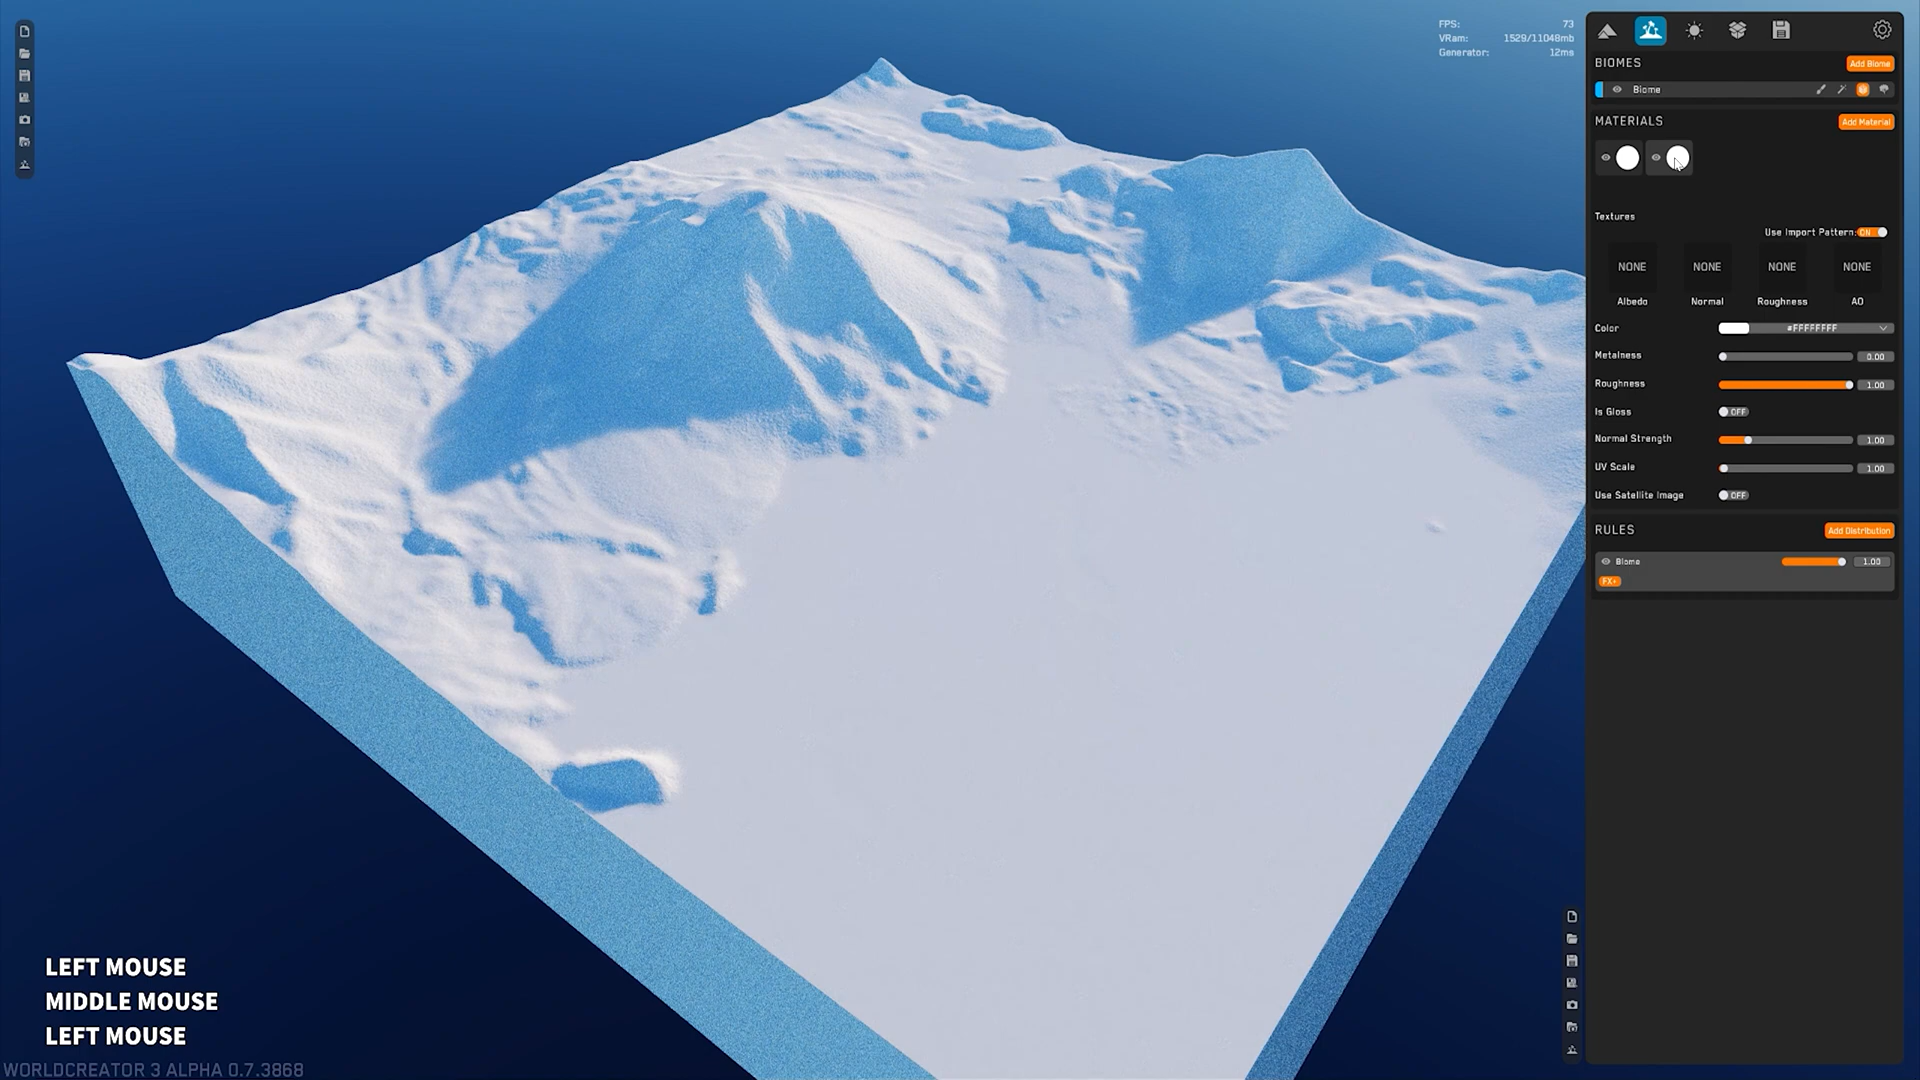 FPS: 73
VRam: 1529/11048mb
Generator: 12ms
BIOMES Add Biome
Biome
MATERIALS Add Material
Textures
Use Import Pattern: ON
NONE NONE NONE NONE
Albedo Normal Roughness AO
Color #FFFFFFFF
Metalness 0.00
Roughness 1.00
Is Gloss OFF
Normal Strength 1.00
UV Scale 1.00
Use Satellite Image OFF
RULES Add Distribution
Biome 1.00
FX+
LEFT MOUSE
MIDDLE MOUSE
LEFT MOUSE
WORLDCREATOR 3 ALPHA 0.7.3868